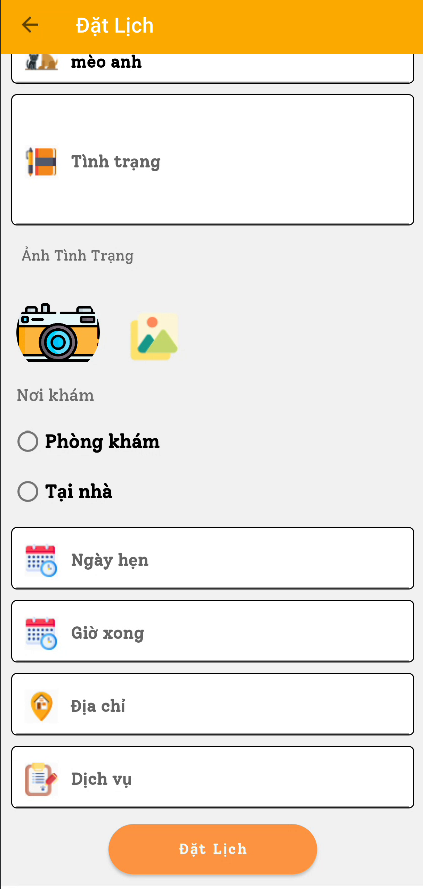 Đặt Lịch
mèo anh
Tình trạng
Ảnh Tình Trạng
Nơi khám
Phòng khám
Tại nhà
Ngày hẹn
Giờ xong
Địa chỉ
Dịch vụ
Đặt Lịch